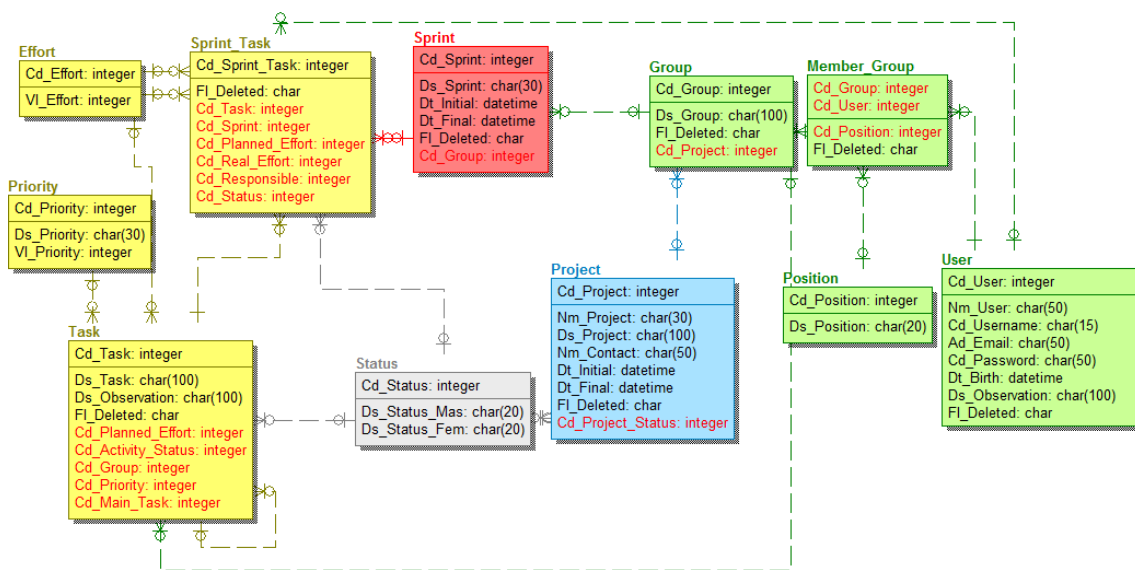 Effort
Cd_Effort: integer
Vl_Effort: integer
Sprint_Task
Cd_Sprint_Task: integer
Fl_Deleted: char
Cd_Task: integer
Cd_Sprint: integer
Cd_Planned_Effort: integer
Cd_Real_Effort: integer
Cd_Responsible: integer
Cd_Status: integer
Sprint
Cd_Sprint: integer
Ds_Sprint: char(30)
Dt_Initial: datetime
Dt_Final: datetime
Fl_Deleted: char
Cd_Group: integer
Group
Cd_Group: integer
Ds_Group: char(100)
Fl_Deleted: char
Cd_Project: integer
Member_Group
Cd_Group: integer
Cd_User: integer
Cd_Position: integer
Fl_Deleted: char
Priority
Cd_Priority: integer
Ds_Priority: char(30)
Vl_Priority: integer
Project
Cd_Project: integer
Nm_Project: char(30)
Ds_Project: char(100)
Nm_Contact: char(50)
Dt_Initial: datetime
Dt_Final: datetime
Fl_Deleted: char
Cd_Project_Status: integer
Position
Cd_Position: integer
Ds_Position: char(20)
User
Cd_User: integer
Nm_User: char(50)
Cd_Username: char(15)
Ad_Email: char(50)
Cd_Password: char(50)
Dt_Birth: datetime
Ds_Observation: char(100)
Fl_Deleted: char
Task
Cd_Task: integer
Ds_Task: char(100)
Ds_Observation: char(100)
Fl_Deleted: char
Cd_Planned_Effort: integer
Cd_Activity_Status: integer
Cd_Group: integer
Cd_Priority: integer
Cd_Main_Task: integer
Status
Cd_Status: integer
Ds_Status_Mas: char(20)
Ds_Status_Fem: char(20)